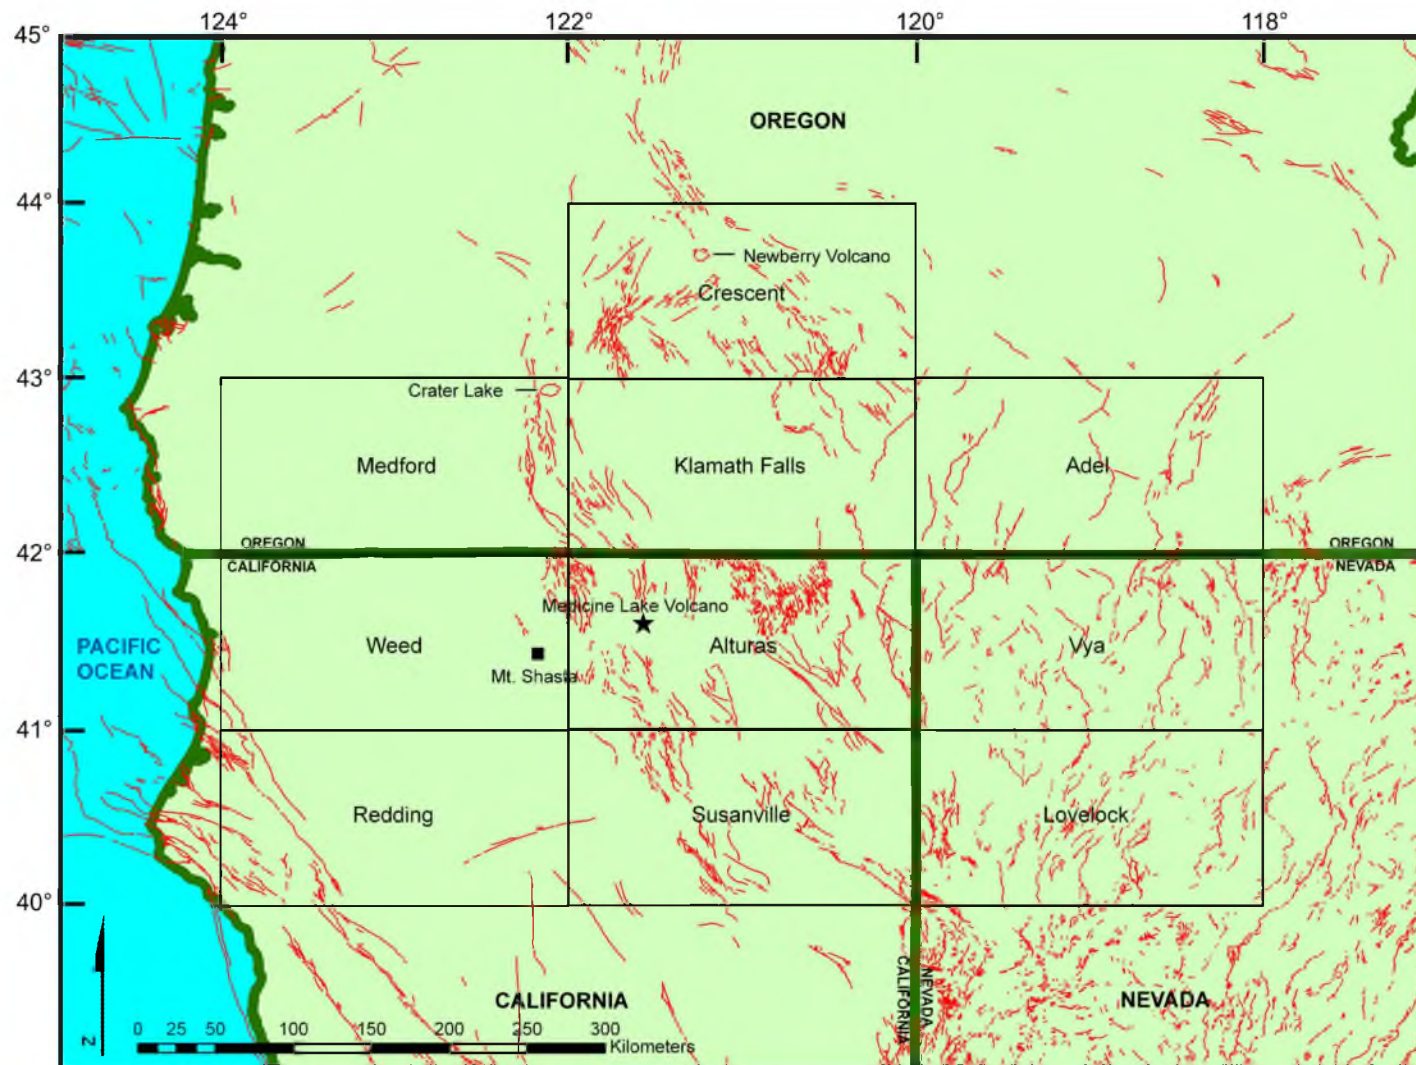 124° 122° 120° 118°
45°
OREGON
44°
Newberry Volcano
Crescent
43°
Crater Lake
Medford Klamath Falls Adel
42°
OREGON OREGON
CALIFORNIA NEVADA
Medicine Lake Volcano
PACIFIC
OCEAN
Weed Alturas Vya
Mt. Shasta
41°
Redding Susanville Lovelock
40°
CALIFORNIA NEVADA
CALIFORNIA NEVADA
N
0 25 50 100 150 200 250 300
Kilometers